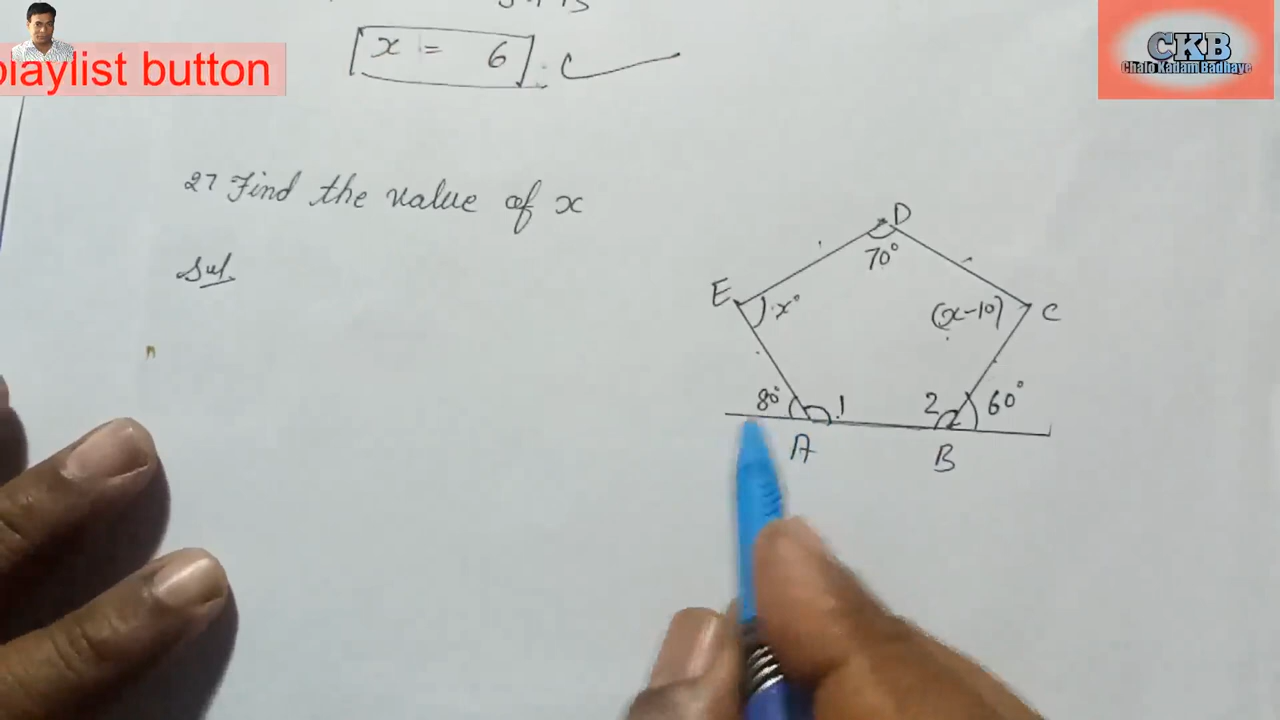 x = 6
playlist button
CKB
Chalo Kadam Badhaye
27 Find the value of x
Sol.
D
70°
E
x°
(x-10)
C
80°
1
2
60°
A
B